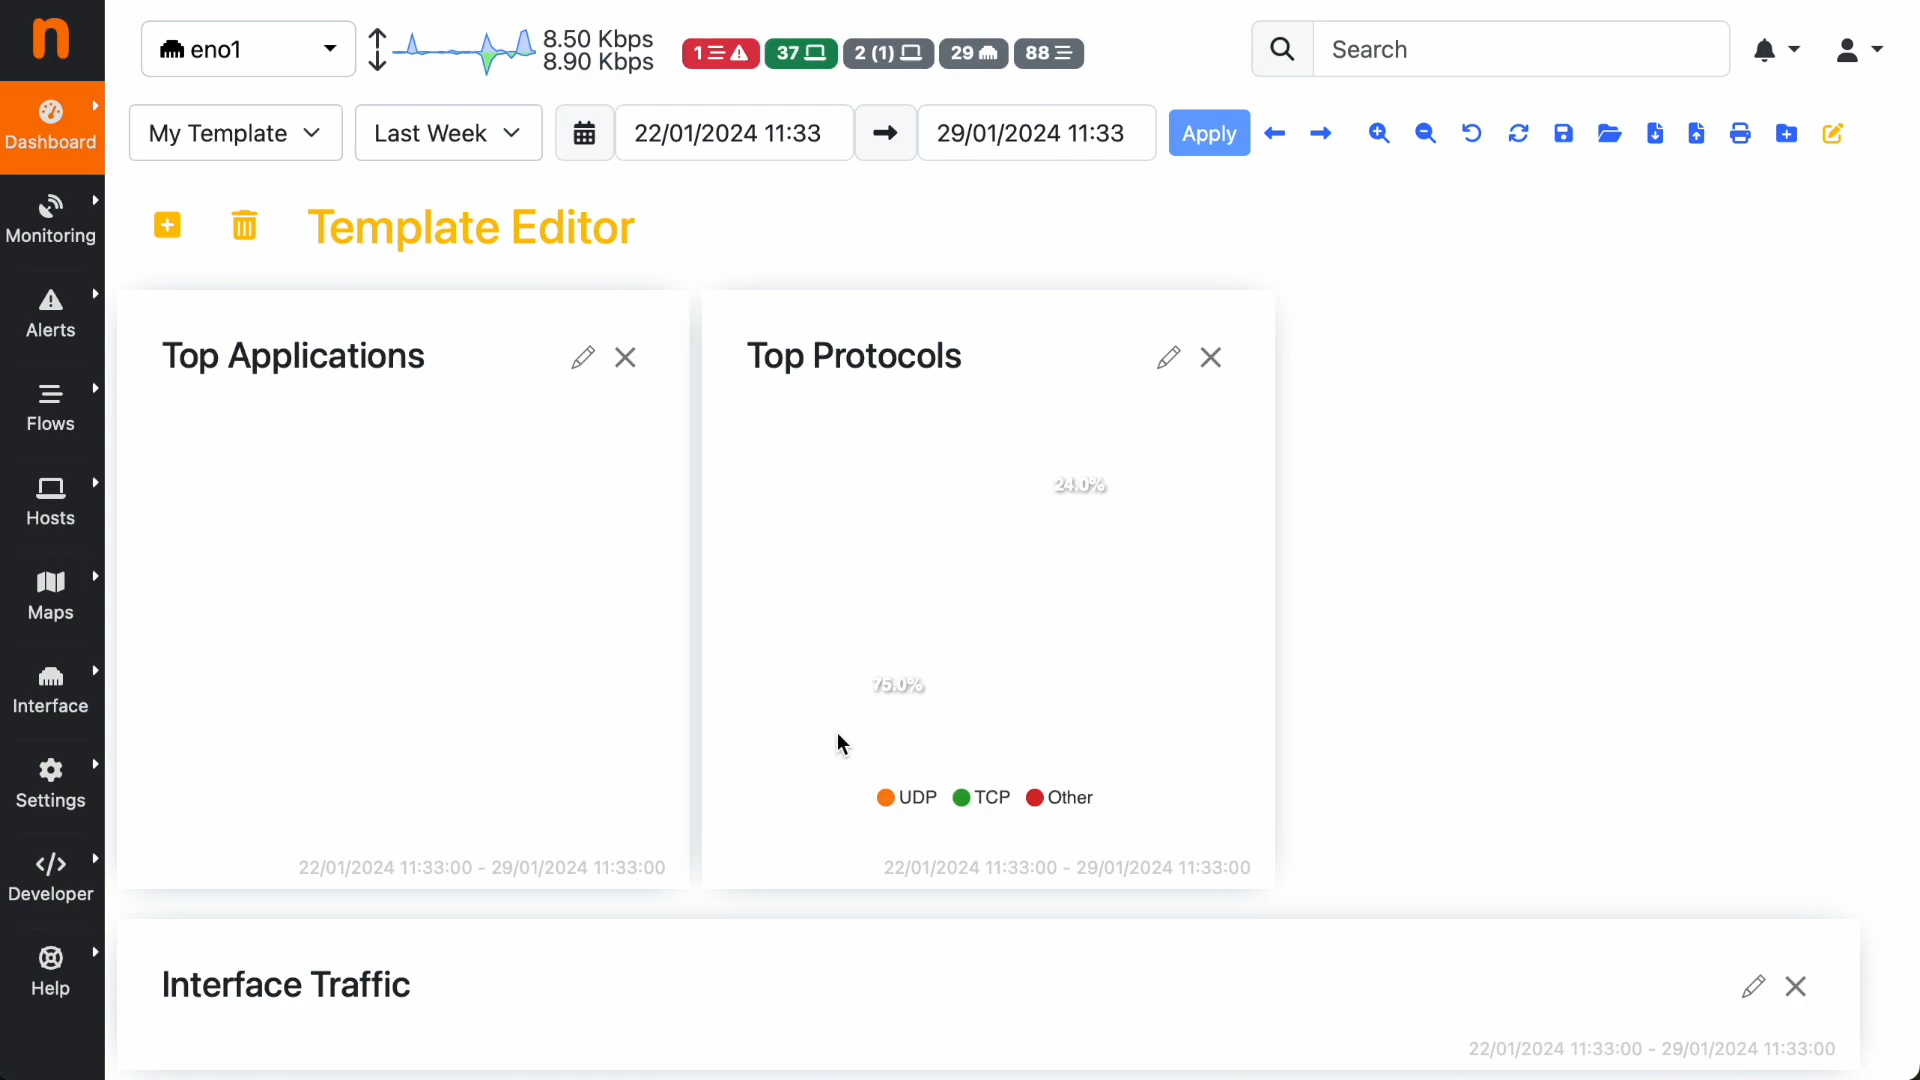 n
eno1
8.50 Kbps
8.90 Kbps
1
37
2 (1)
29
88
Search
My Template
Last Week
22/01/2024 11:33
29/01/2024 11:33
Apply
Dashboard
Monitoring
Alerts
Flows
Hosts
Maps
Interface
Settings
Developer
Help
Template Editor
Top Applications
22/01/2024 11:33:00 - 29/01/2024 11:33:00
Top Protocols
24.0%
75.0%
UDP TCP Other
22/01/2024 11:33:00 - 29/01/2024 11:33:00
Interface Traffic
22/01/2024 11:33:00 - 29/01/2024 11:33:00